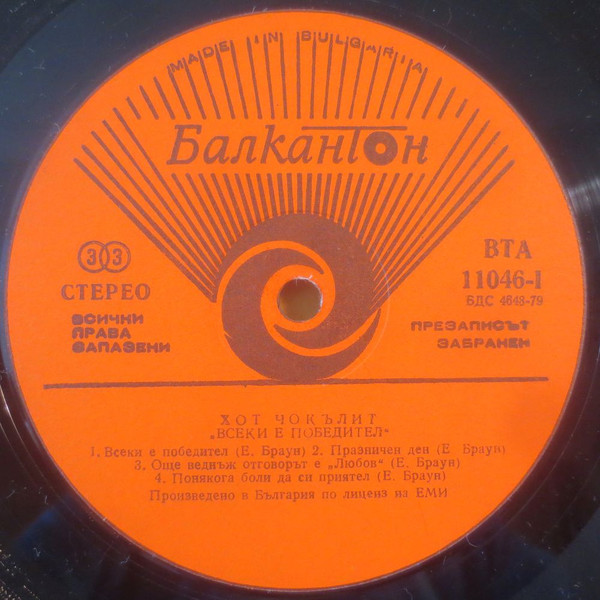 MADE IN BULGARIA
Балкантон
33
СТЕРЕО
ВСИЧНИ
ПРАВА
ЗАПАЗЕНИ
ВТА
11046-I
БДС 4648-79
ПРЕЗАПИСЪТ
ЗАБРАНЕН
ХОТ ЧОКЪЛИТ
„ВСЕКИ Е ПОБЕДИТЕЛ“
1. Всеки е победител (Е. Браун) 2. Празничен ден (Е. Браун)
3. Още веднъж отговорът е „Любов“ (Е. Браун)
4. Понякога боли да си приятел (Е. Браун)
Произведено в България по лиценз на ЕМИ